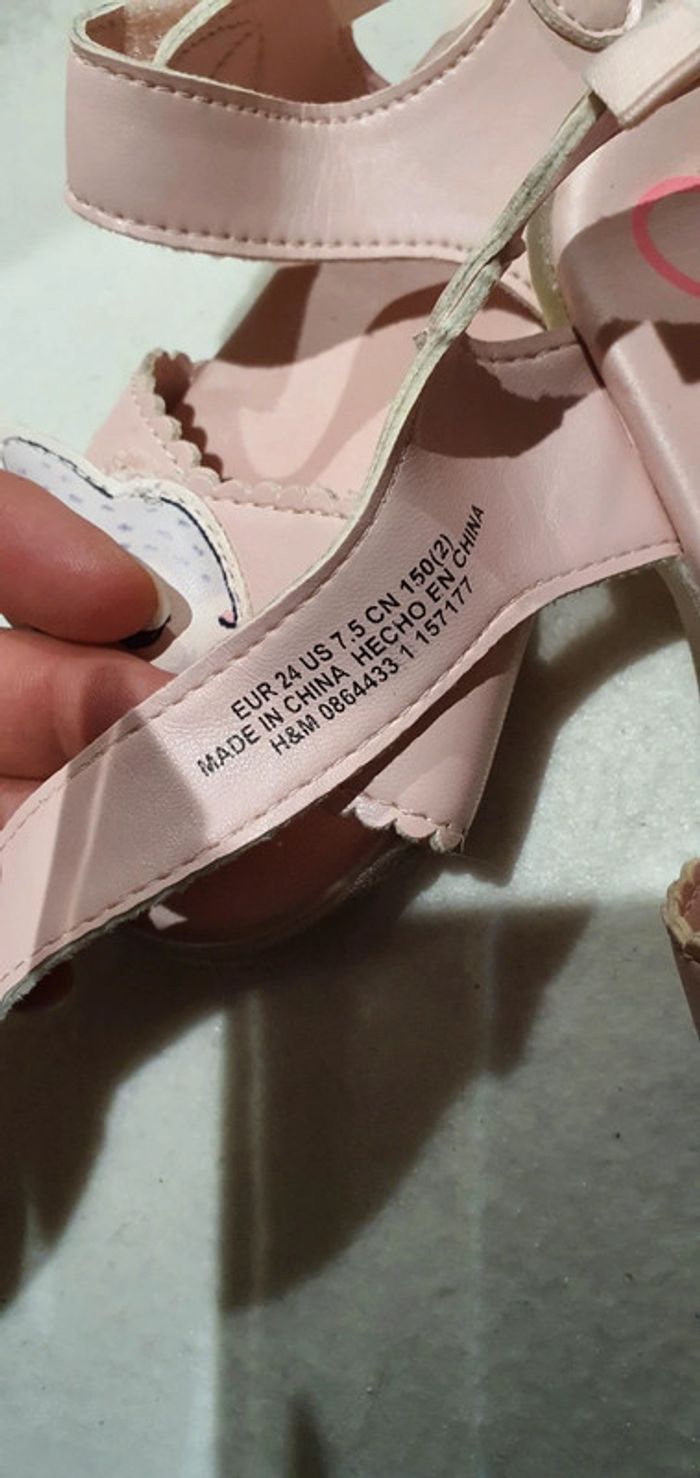 EUR 24 US 7.5 CN 150(2)
MADE IN CHINA HECHO EN CHINA
H&M 0864433 1 157177